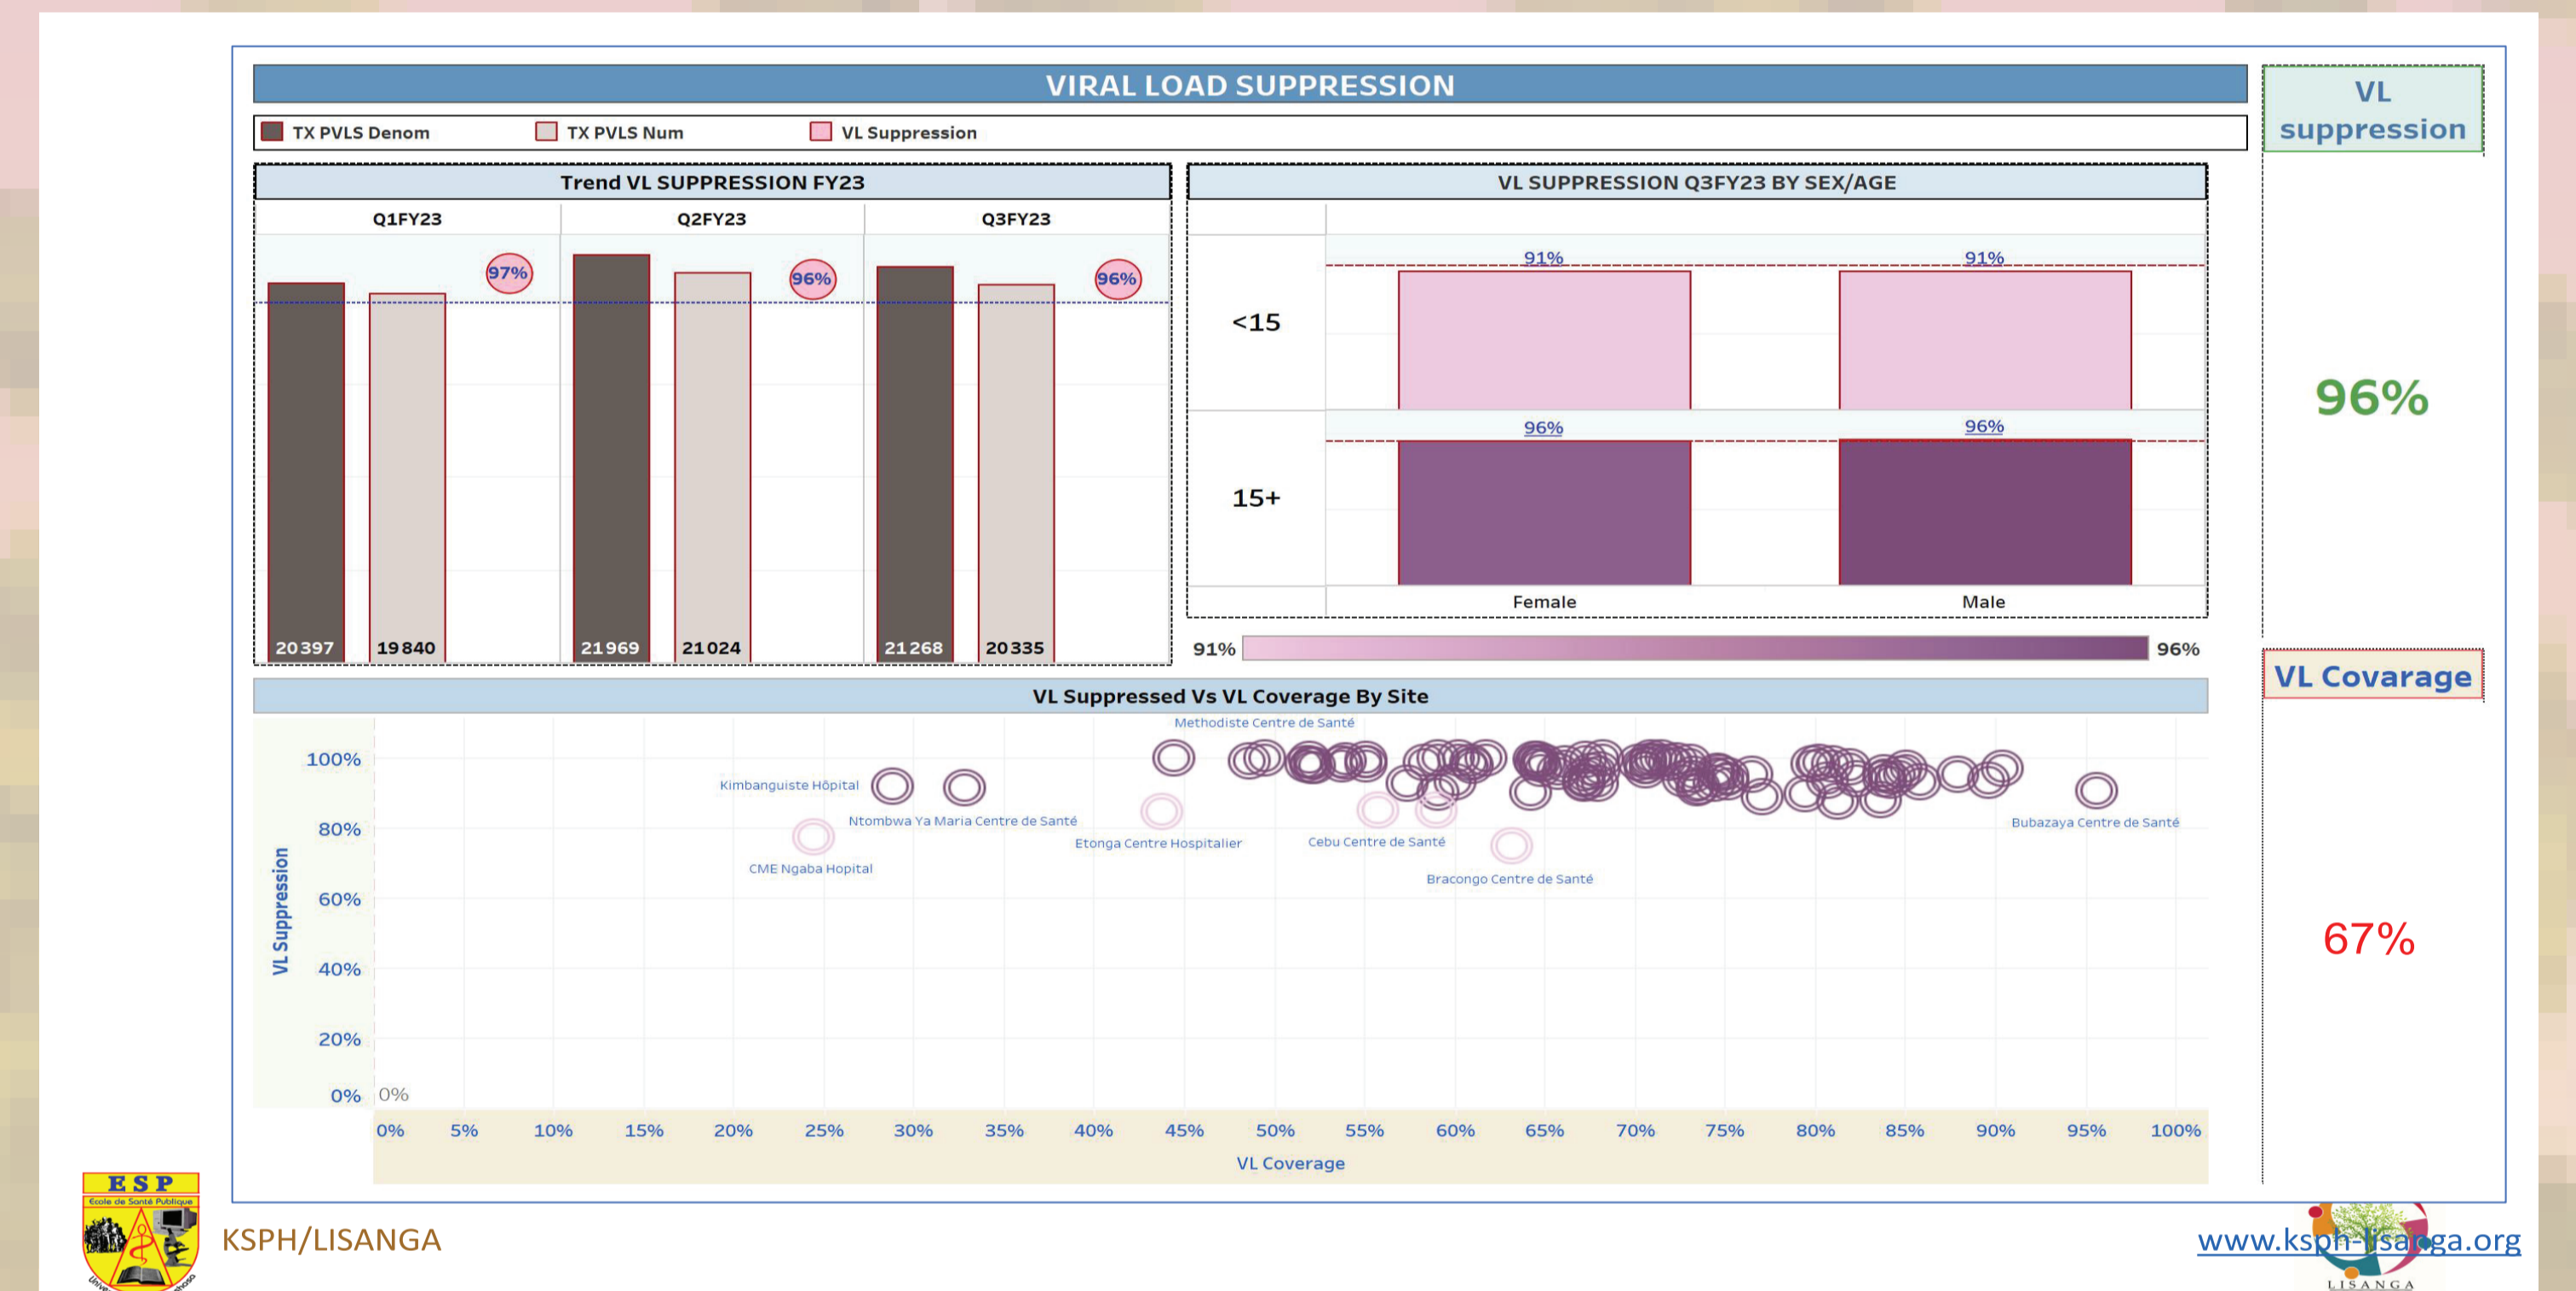 VIRAL LOAD SUPPRESSION
TX PVLS Denom TX PVLS Num VL Suppression
Trend VL SUPPRESSION FY23
Q1FY23 Q2FY23 Q3FY23
97% 96% 96%
20397 19840 21969 21024 21268 20335
VL SUPPRESSION Q3FY23 BY SEX/AGE
91% 91%
<15
96% 96%
15+
Female Male
91% 96%
VL
suppression
96%
VL Covarage
67%
VL Suppressed Vs VL Coverage By Site
Methodiste Centre de Santé
Kimbanguiste Hôpital
Ntombwa Ya Maria Centre de Santé
CME Ngaba Hopital
Etonga Centre Hospitalier
Cebu Centre de Santé
Bracongo Centre de Santé
Bubazaya Centre de Santé
VL Suppression
100%
80%
60%
40%
20%
0% 0%
0% 5% 10% 15% 20% 25% 30% 35% 40% 45% 50% 55% 60% 65% 70% 75% 80% 85% 90% 95% 100%
VL Coverage
ESP
Ecole de Santé Publique
KSPH/LISANGA
www.ksph-lisanga.org
LISANGA